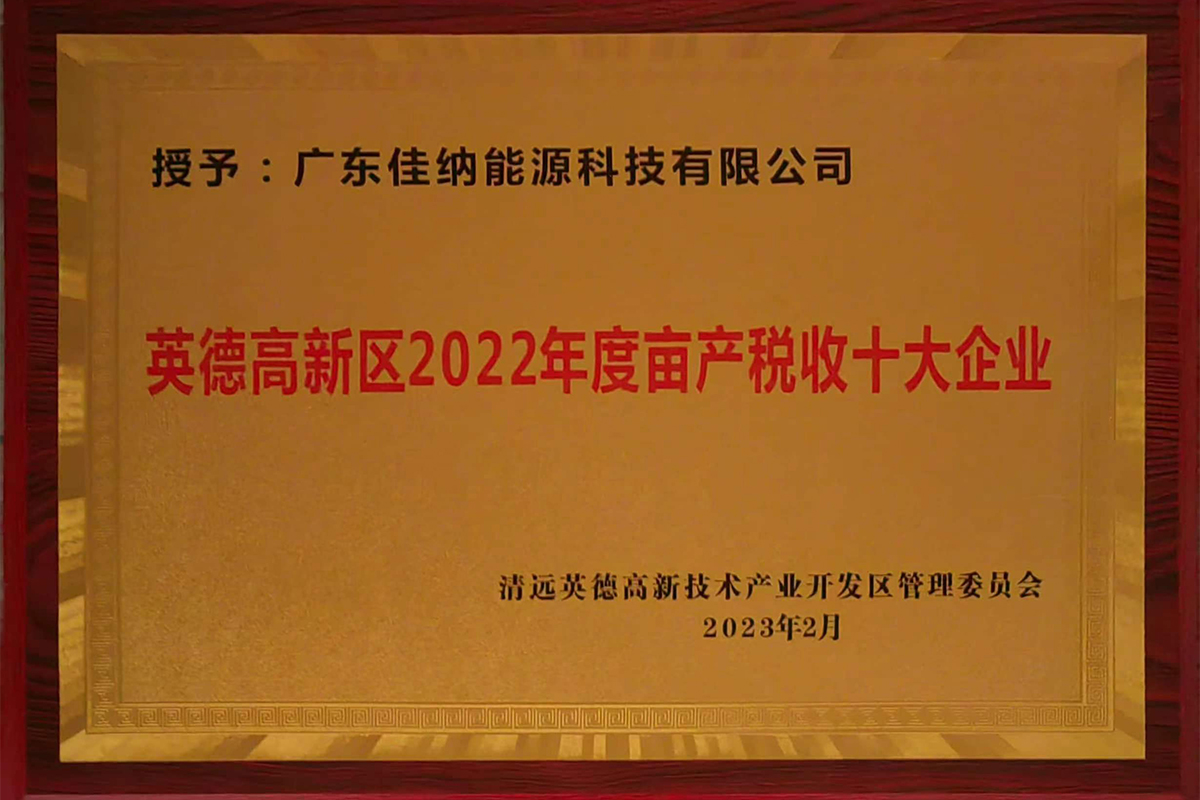 授予：广东佳纳能源科技有限公司
英德高新区2022年度亩产税收十大企业
清远英德高新技术产业开发区管理委员会
2023年2月